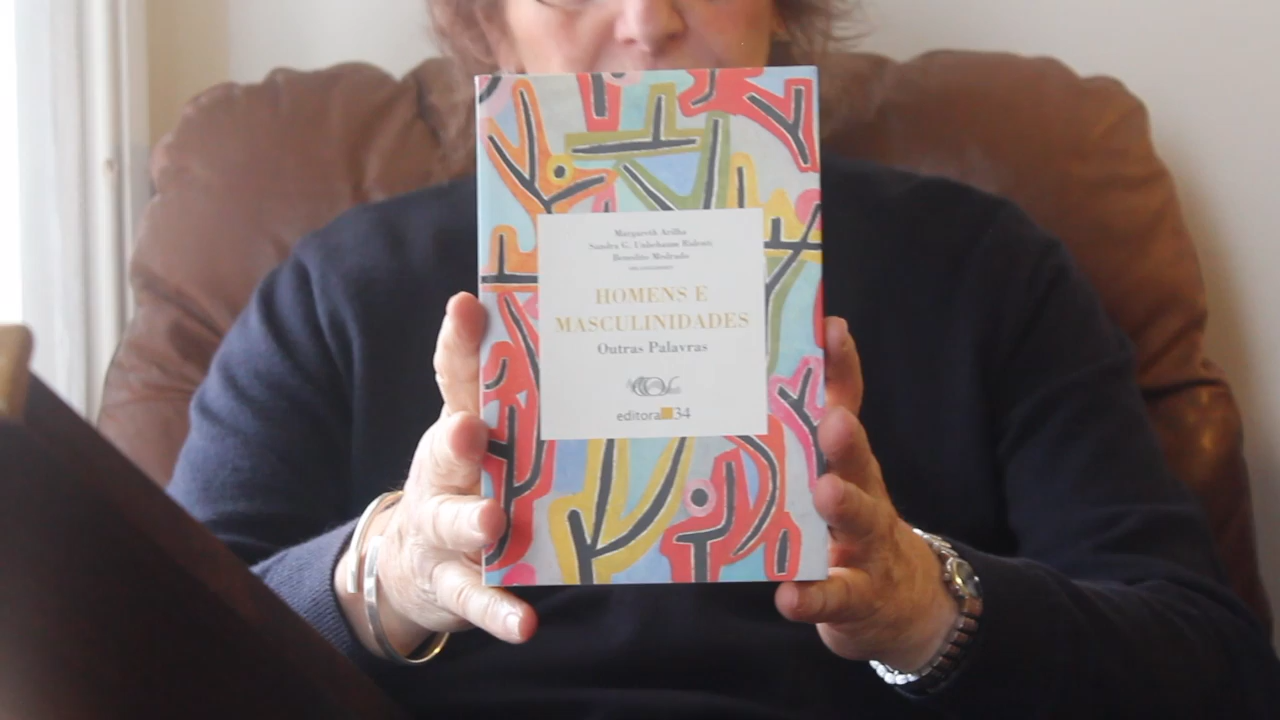 Margareth Arilha
Sandra G. Unbehaum Ridenti
Benedito Medrado
HOMENS E
MASCULINIDADES
Outras Palavras
editora 34